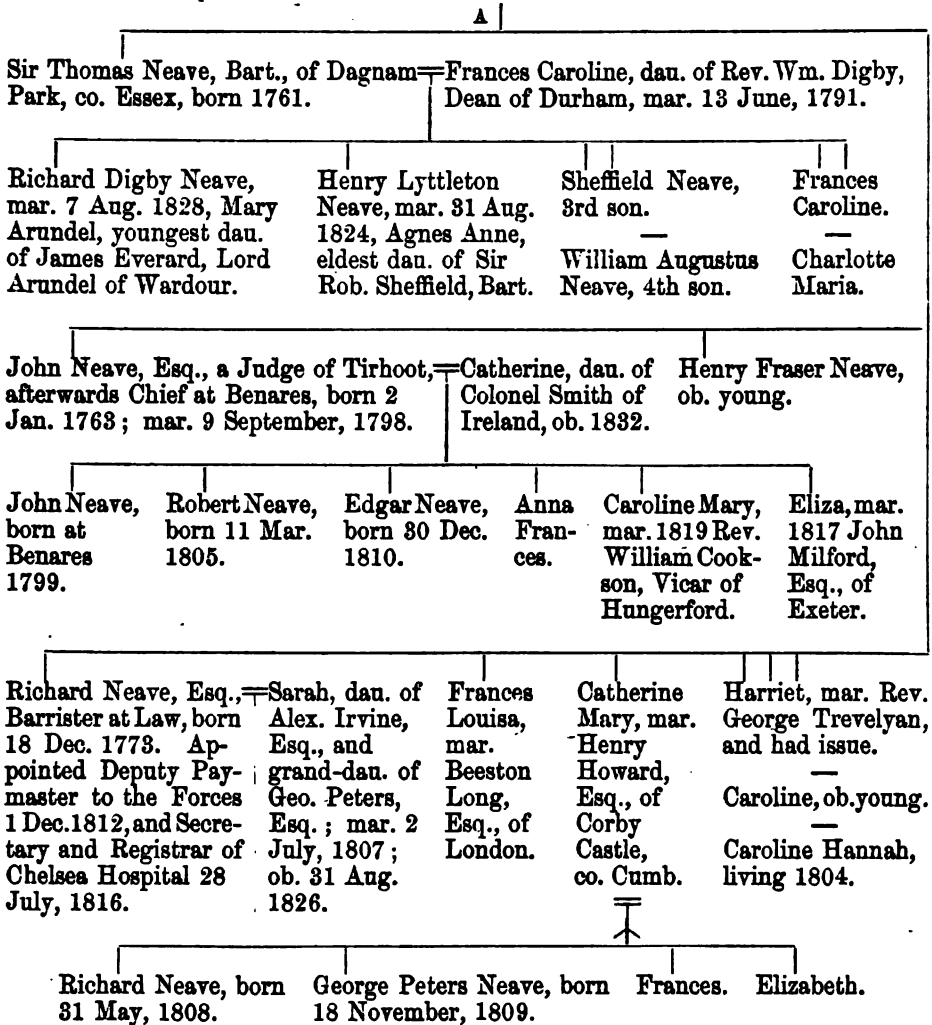 A
Sir Thomas Neave, Bart., of Dagnam=Frances Caroline, dau. of Rev. Wm. Digby,
Park, co. Essex, born 1761.
Dean of Durham, mar. 13 June, 1791.
Richard Digby Neave,
mar. 7 Aug. 1828, Mary
Arundel, youngest dau.
of James Everard, Lord
Arundel of Wardour.
Henry Lyttleton
Neave, mar. 31 Aug.
1824, Agnes Anne,
eldest dau. of Sir
Rob. Sheffield, Bart.
Sheffield Neave,
3rd son.
—
William Augustus
Neave, 4th son.
Frances
Caroline.
—
Charlotte
Maria.
John Neave, Esq., a Judge of Tirhoot,=Catherine, dau. of
afterwards Chief at Benares, born 2
Jan. 1763; mar. 9 September, 1798.
Colonel Smith of
Ireland, ob. 1832.
Henry Fraser Neave,
ob. young.
John Neave,
born at
Benares
1799.
Robert Neave,
born 11 Mar.
1805.
Edgar Neave,
born 30 Dec.
1810.
Anna
Fran-
ces.
Caroline Mary,
mar. 1819 Rev.
William Cook-
son, Vicar of
Hungerford.
Eliza, mar.
1817 John
Milford,
Esq., of
Exeter.
Richard Neave, Esq.,=
Barrister at Law, born
18 Dec. 1773. Ap-
pointed Deputy Pay-
master to the Forces
1 Dec. 1812, and Secre-
tary and Registrar of
Chelsea Hospital 28
July, 1816.
Sarah, dau. of
Alex. Irvine,
Esq., and
grand-dau. of
Geo. Peters,
Esq.; mar. 2
July, 1807;
ob. 31 Aug.
1826.
Frances
Louisa,
mar.
Beeston
Long,
Esq., of
London.
Catherine
Mary, mar.
Henry
Howard,
Esq., of
Corby
Castle,
co. Cumb.
Harriet, mar. Rev.
George Trevelyan,
and had issue.
—
Caroline, ob. young.
—
Caroline Hannah,
living 1804.
Richard Neave, born
31 May, 1808.
George Peters Neave, born
18 November, 1809.
Frances.
Elizabeth.